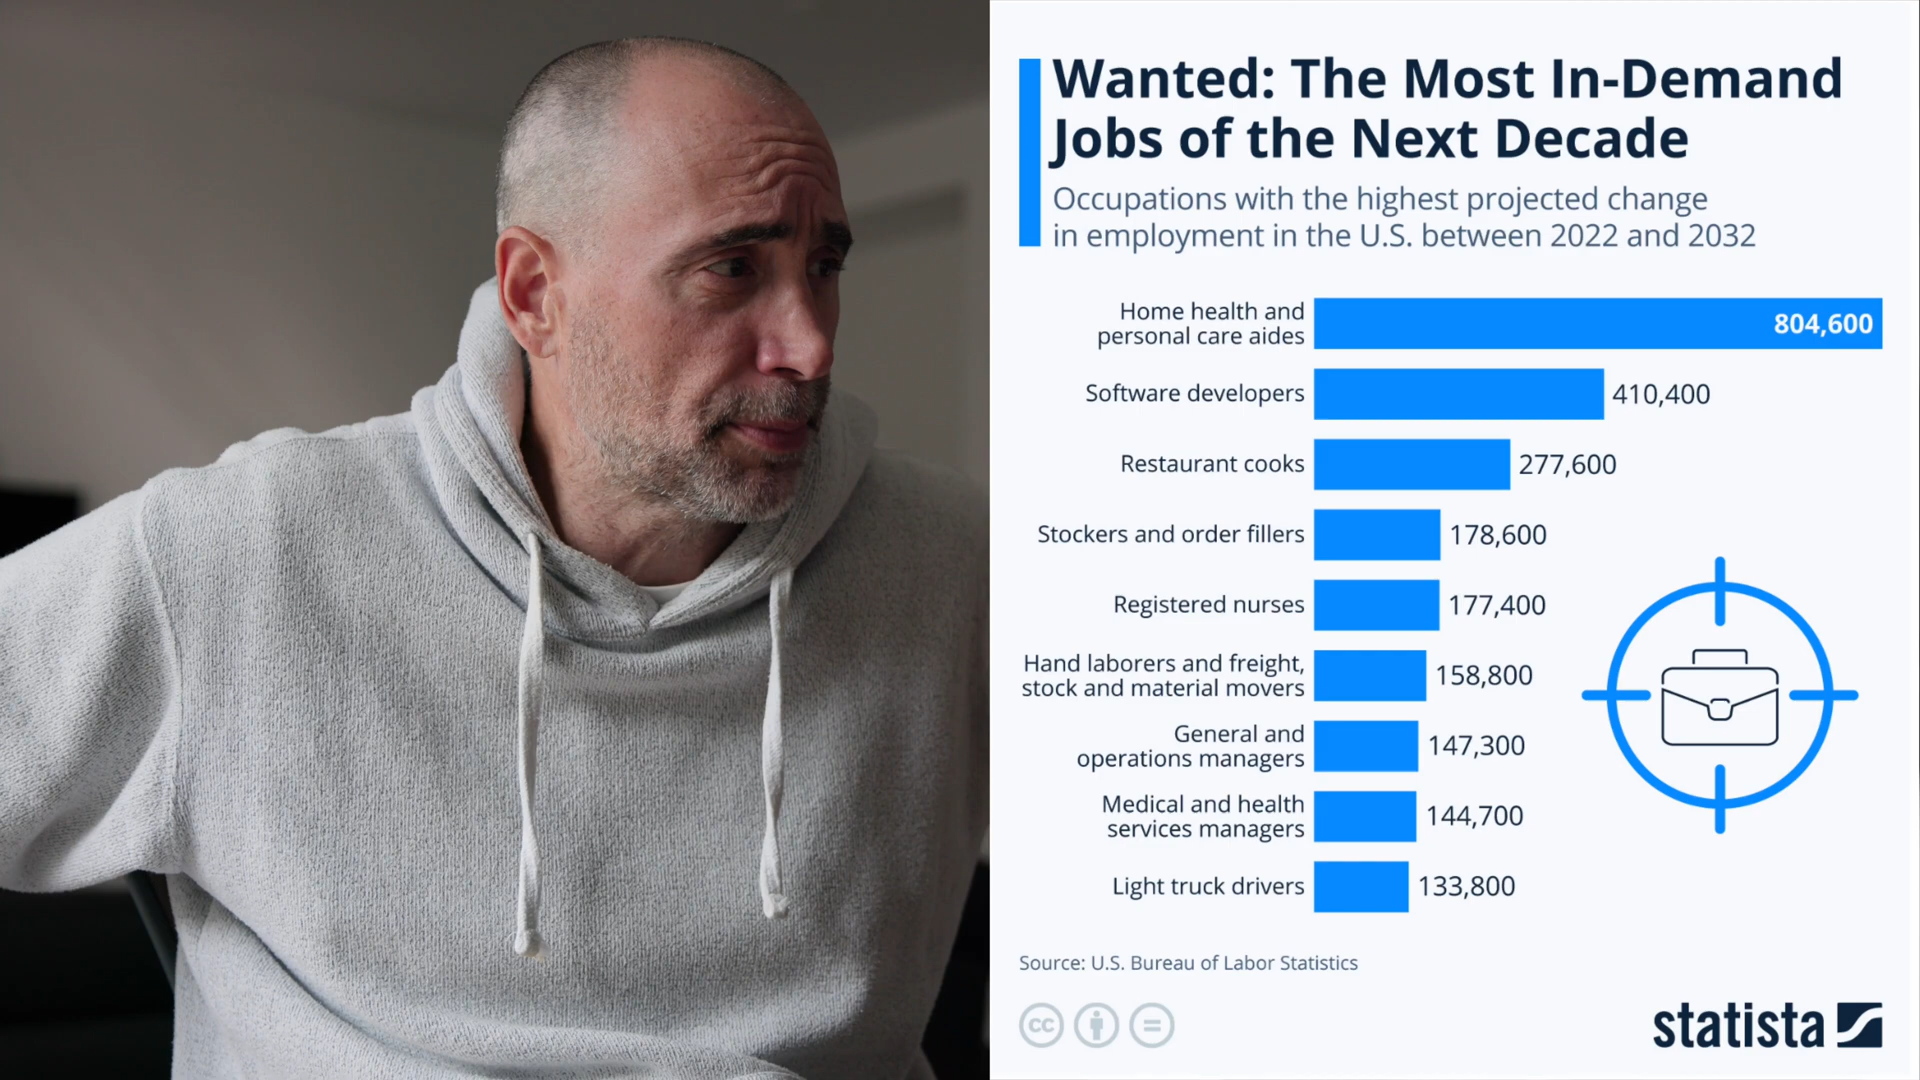 Wanted: The Most In-Demand
Jobs of the Next Decade
Occupations with the highest projected change
in employment in the U.S. between 2022 and 2032
Home health and
personal care aides
804,600
Software developers
410,400
Restaurant cooks
277,600
Stockers and order fillers
178,600
Registered nurses
177,400
Hand laborers and freight,
stock and material movers
158,800
General and
operations managers
147,300
Medical and health
services managers
144,700
Light truck drivers
133,800
Source: U.S. Bureau of Labor Statistics
cc
statista